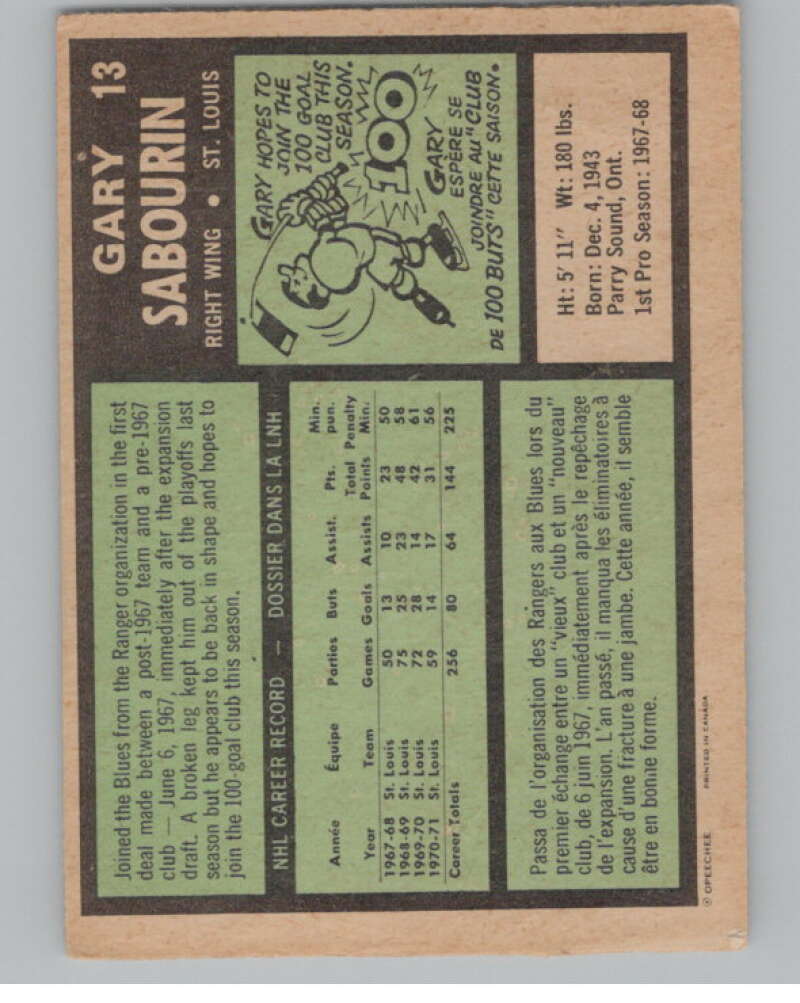 GARY 13
SABOURIN
RIGHT WING • ST. LOUIS
GARY HOPES TO
JOIN THE
100 GOAL
CLUB THIS
SEASON.
100
GARY
ESPÈRE SE
JOINDRE AU "CLUB
DE 100 BUTS" CETTE SAISON.
Ht: 5' 11" Wt: 180 lbs.
Born: Dec. 4, 1943
Parry Sound, Ont.
1st Pro Season: 1967-68
Joined the Blues from the Ranger organization in the first
deal made between a post-1967 team and a pre-1967
club — June 6, 1967, immediately after the expansion
draft. A broken leg kept him out of the playoffs last
season but he appears to be back in shape and hopes to
join the 100-goal club this season.
NHL CAREER RECORD — DOSSIER DANS LA LNH
Min.
Année Équipe Parties Buts Assist. Pts. pun.
Total Penalty
Year Team Games Goals Assists Points Min.
1967-68 St. Louis 50 13 10 23 50
1968-69 St. Louis 75 25 23 48 58
1969-70 St. Louis 72 28 14 42 61
1970-71 St. Louis 59 14 17 31 56
Career Totals 256 80 64 144 225
Passa de l'organisation des Rangers aux Blues lors du
premier échange entre un "vieux" club et un "nouveau"
club, de 6 juin 1967, immédiatement après le repêchage
de l'expansion. L'an passé, il manqua les éliminatoires à
cause d'une fracture à une jambe. Cette année, il semble
être en bonne forme.
© OPEECHEE PRINTED IN CANADA